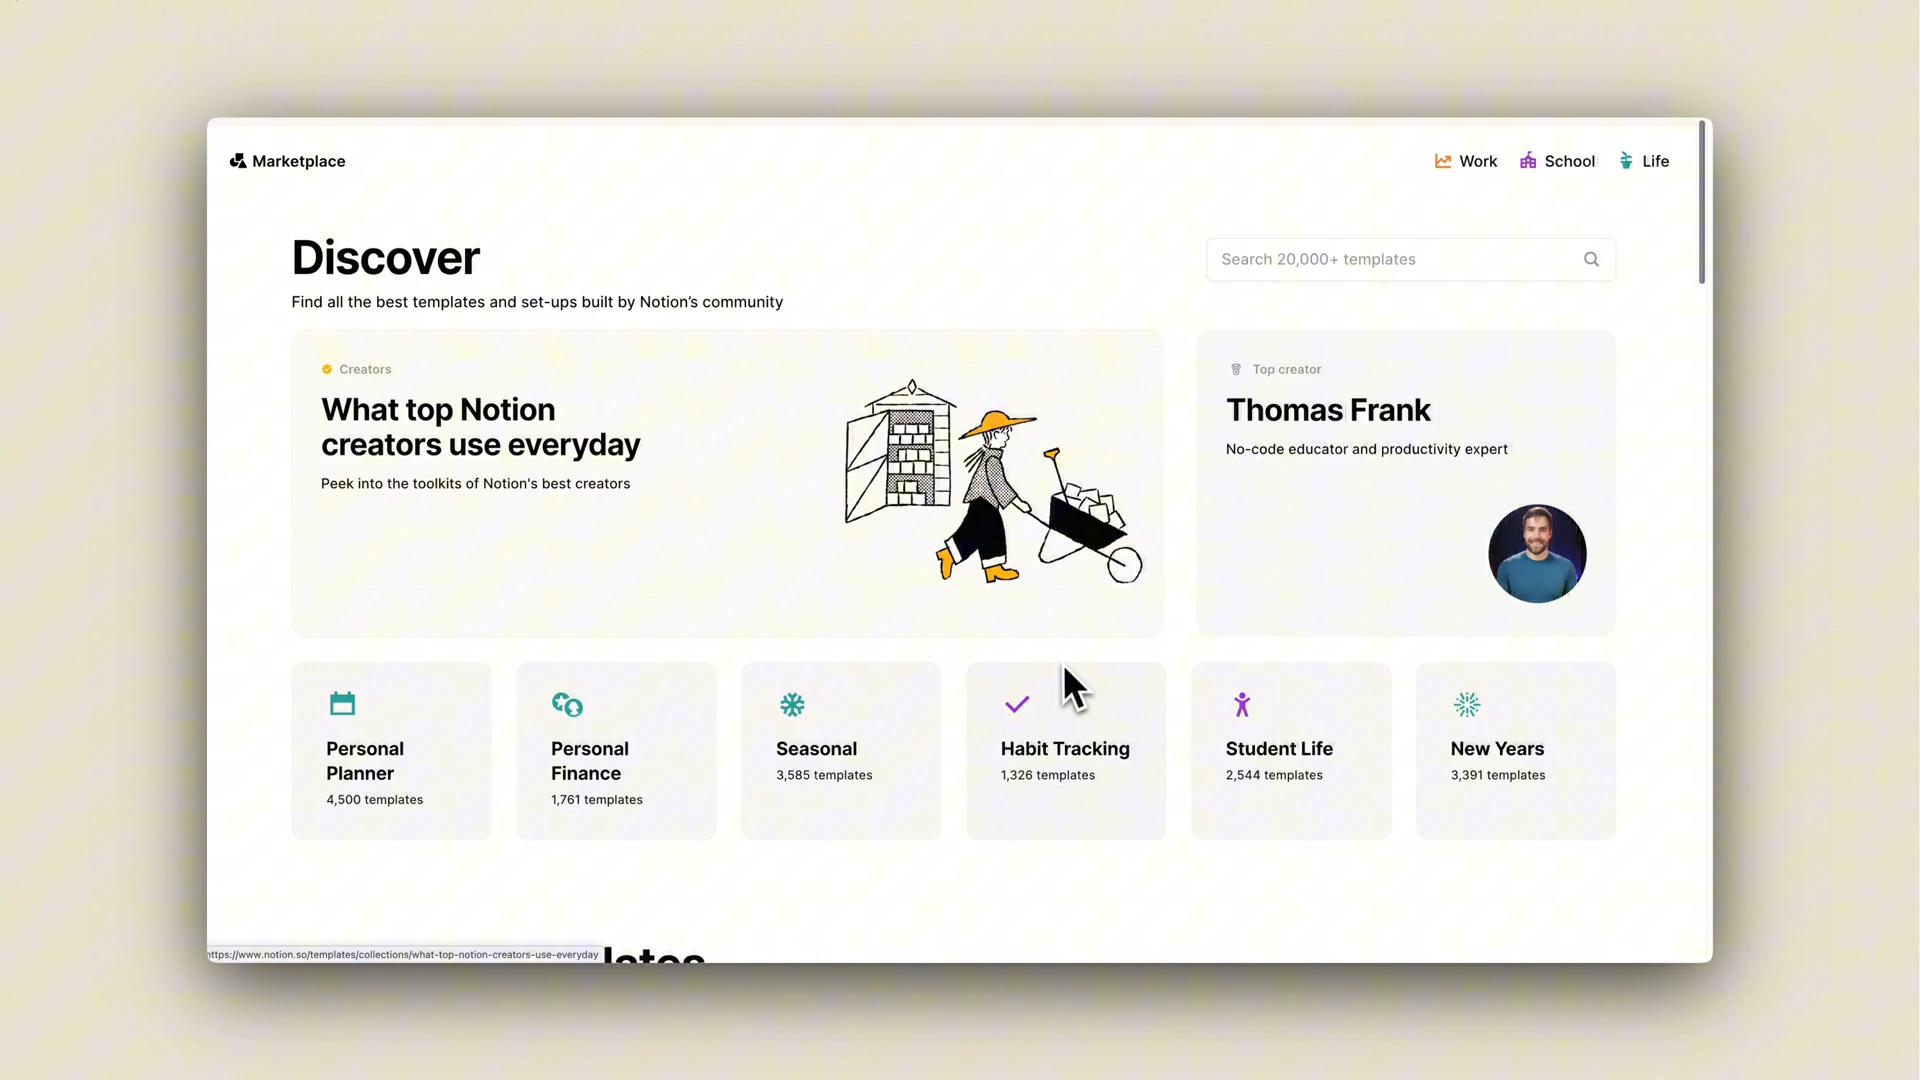 Marketplace
Work
School
Life
Discover
Search 20,000+ templates
Find all the best templates and set-ups built by Notion’s community
Creators
What top Notion
creators use everyday
Peek into the toolkits of Notion's best creators
Top creator
Thomas Frank
No-code educator and productivity expert
Personal
Planner
4,500 templates
Personal
Finance
1,761 templates
Seasonal
3,585 templates
Habit Tracking
1,326 templates
Student Life
2,544 templates
New Years
3,391 templates
https://www.notion.so/templates/collections/what-top-notion-creators-use-everyday